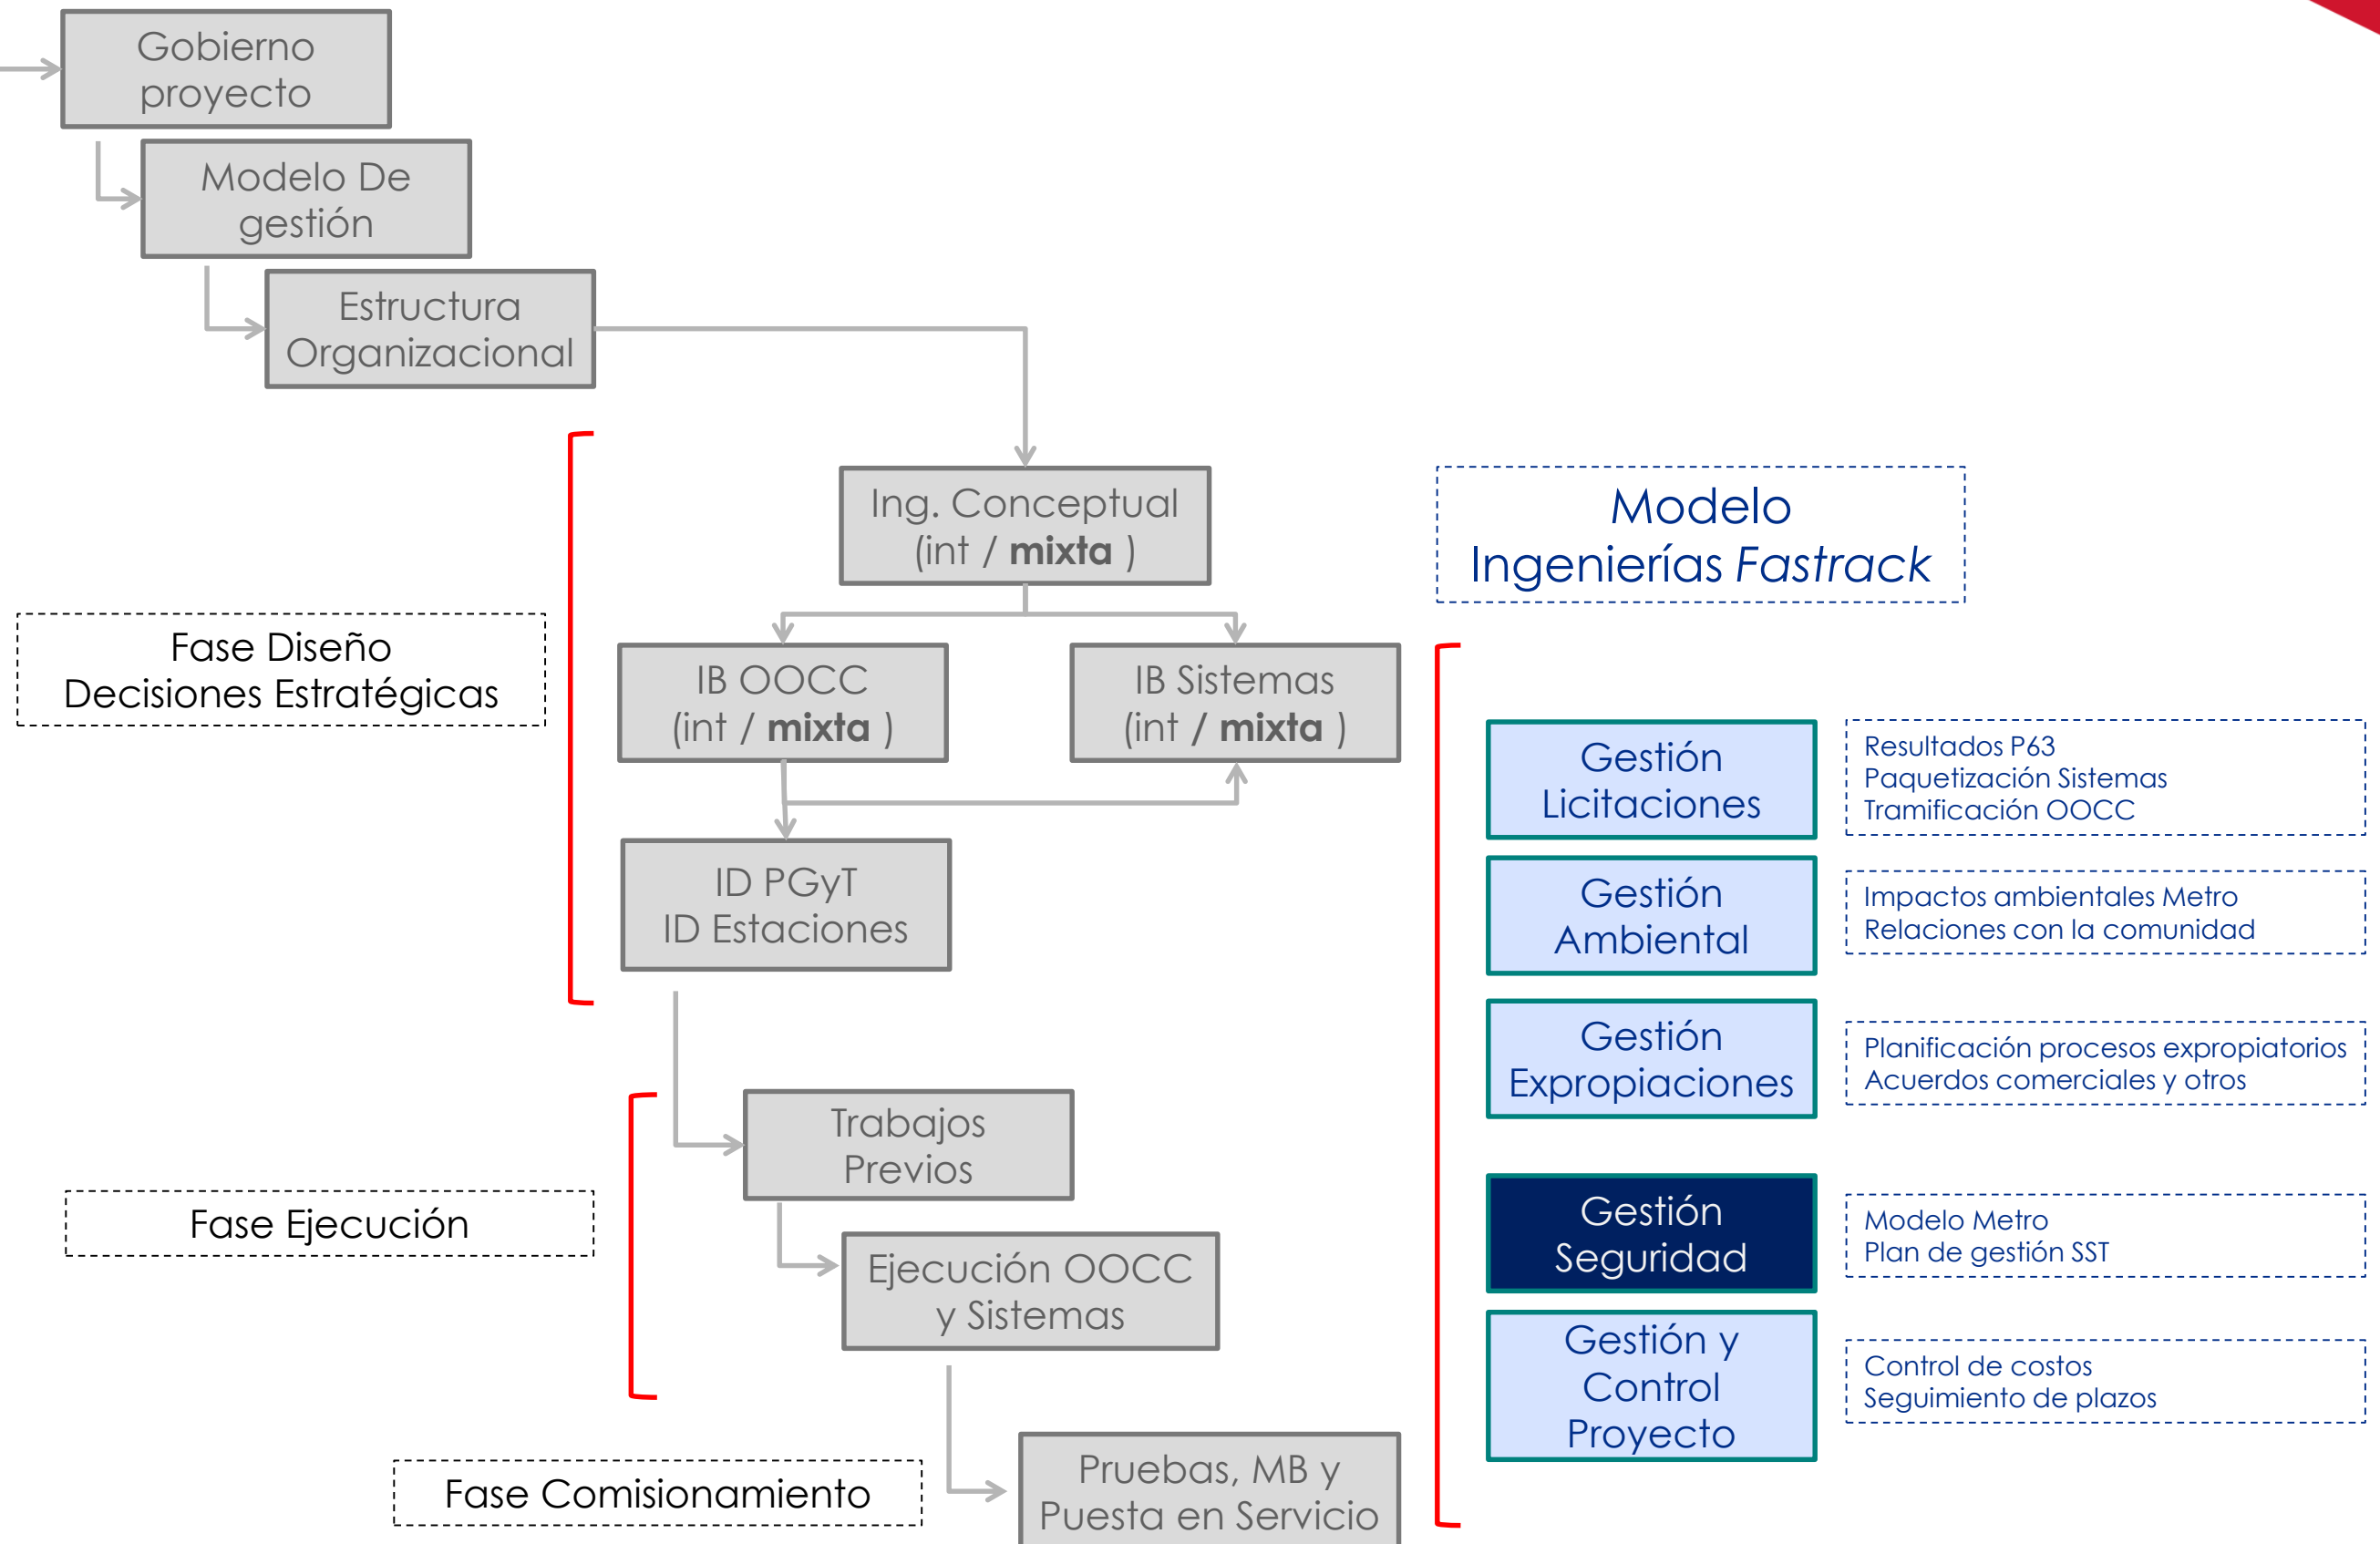 Gobierno
proyecto
Modelo De
gestión
Estructura
Organizacional
Ing. Conceptual
(int / mixta )
Modelo
Ingenierías Fastrack
Fase Diseño
Decisiones Estratégicas
IB OOCC
(int / mixta )
IB Sistemas
(int / mixta )
ID PGyT
ID Estaciones
Fase Ejecución
Trabajos
Previos
Ejecución OOCC
y Sistemas
Fase Comisionamiento
Pruebas, MB y
Puesta en Servicio
Gestión
Licitaciones
Resultados P63
Paquetización Sistemas
Tramificación OOCC
Gestión
Ambiental
Impactos ambientales Metro
Relaciones con la comunidad
Gestión
Expropiaciones
Planificación procesos expropiatorios
Acuerdos comerciales y otros
Gestión
Seguridad
Modelo Metro
Plan de gestión SST
Gestión y
Control
Proyecto
Control de costos
Seguimiento de plazos